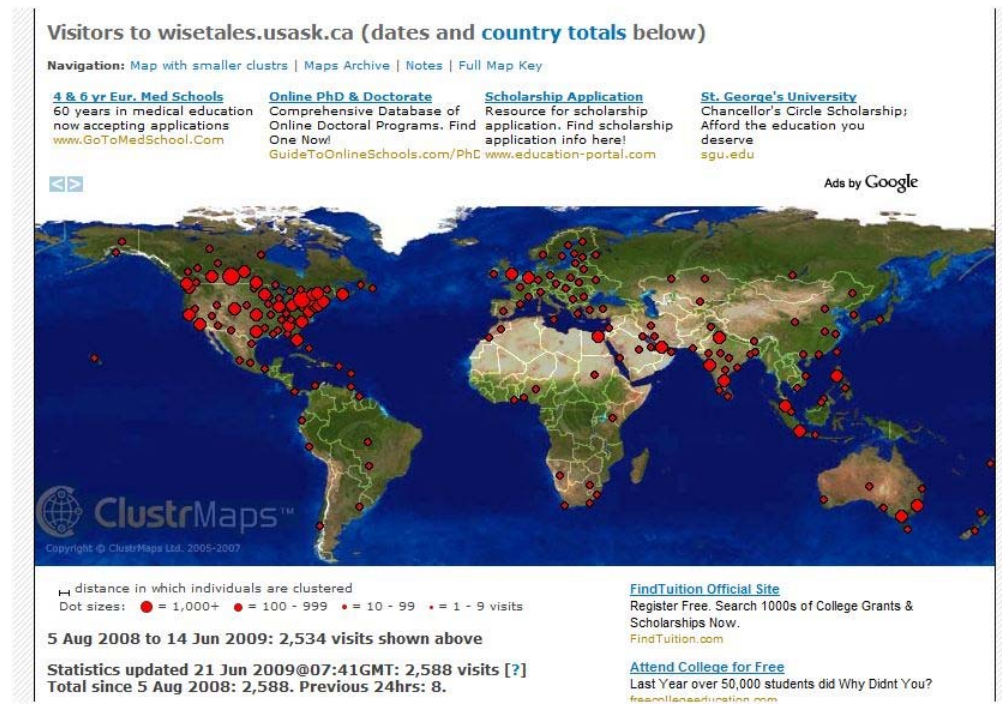 Visitors to wisetales.usask.ca (dates and country totals below)
Navigation: Map with smaller clustrs | Maps Archive | Notes | Full Map Key
4 & 6 yr Eur. Med Schools
60 years in medical education
now accepting applications
www.GoToMedSchool.Com
Online PhD & Doctorate
Comprehensive Database of
Online Doctoral Programs. Find
One Now!
GuideToOnlineSchools.com/PhD
Scholarship Application
Resource for scholarship
application. Find scholarship
application info here!
www.education-portal.com
St. George's University
Chancellor's Circle Scholarship;
Afford the education you
deserve
sgu.edu
< >
Ads by Google
ClustrMaps™
Copyright © ClustrMaps Ltd. 2005-2007
distance in which individuals are clustered
Dot sizes: = 1,000+ = 100 - 999 = 10 - 99 = 1 - 9 visits
5 Aug 2008 to 14 Jun 2009: 2,534 visits shown above
Statistics updated 21 Jun 2009@07:41GMT: 2,588 visits [?]
Total since 5 Aug 2008: 2,588. Previous 24hrs: 8.
FindTuition Official Site
Register Free. Search 1000s of College Grants &
Scholarships Now.
FindTuition.com
Attend College for Free
Last Year over 50,000 students did Why Didnt You?
freecollegeeducation.com